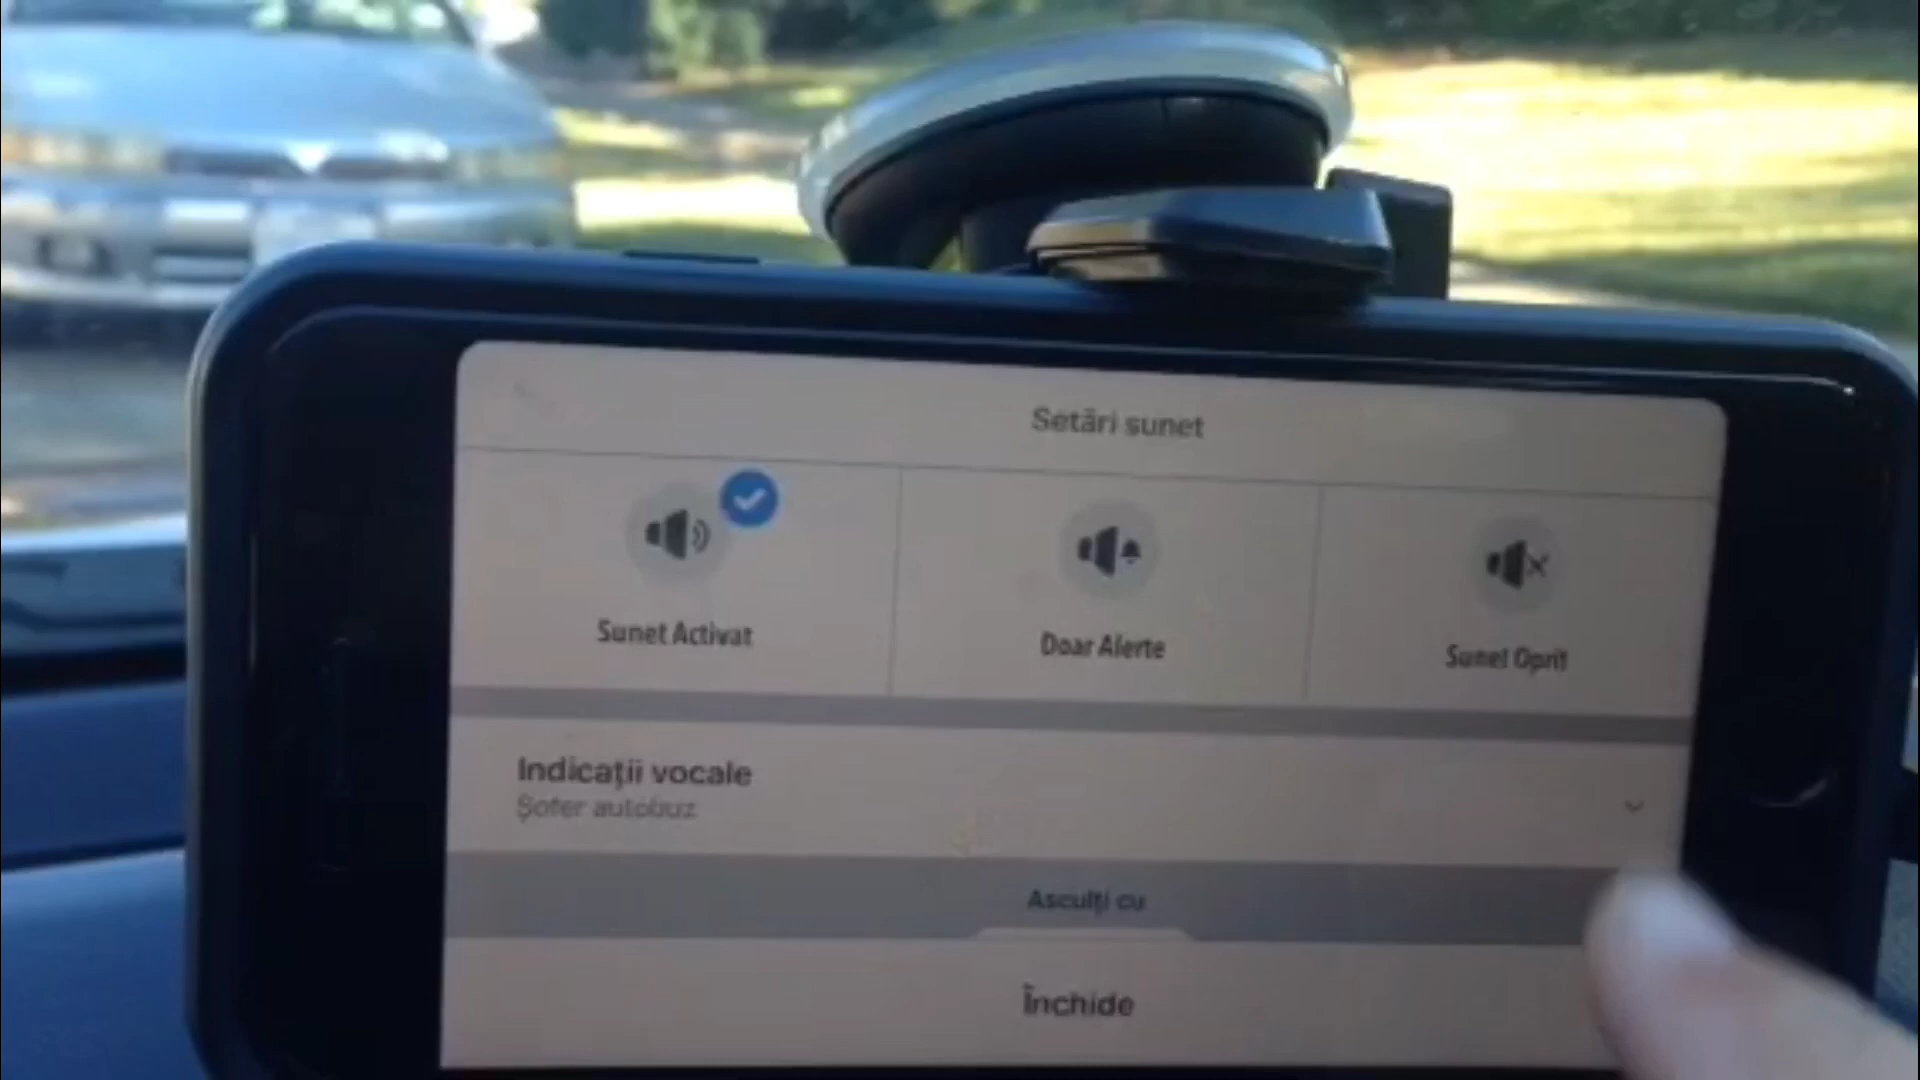 Setări sunet
Sunet Activat
Doar Alerte
Sunet Oprit
Indicații vocale
Șofer autobuz
Asculți cu
Închide